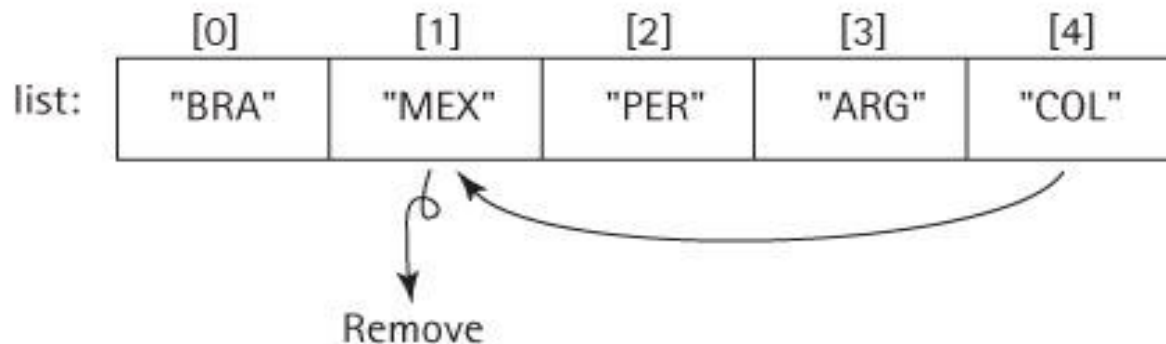 [0] [1] [2] [3] [4]
list: "BRA" "MEX" "PER" "ARG" "COL"
Remove